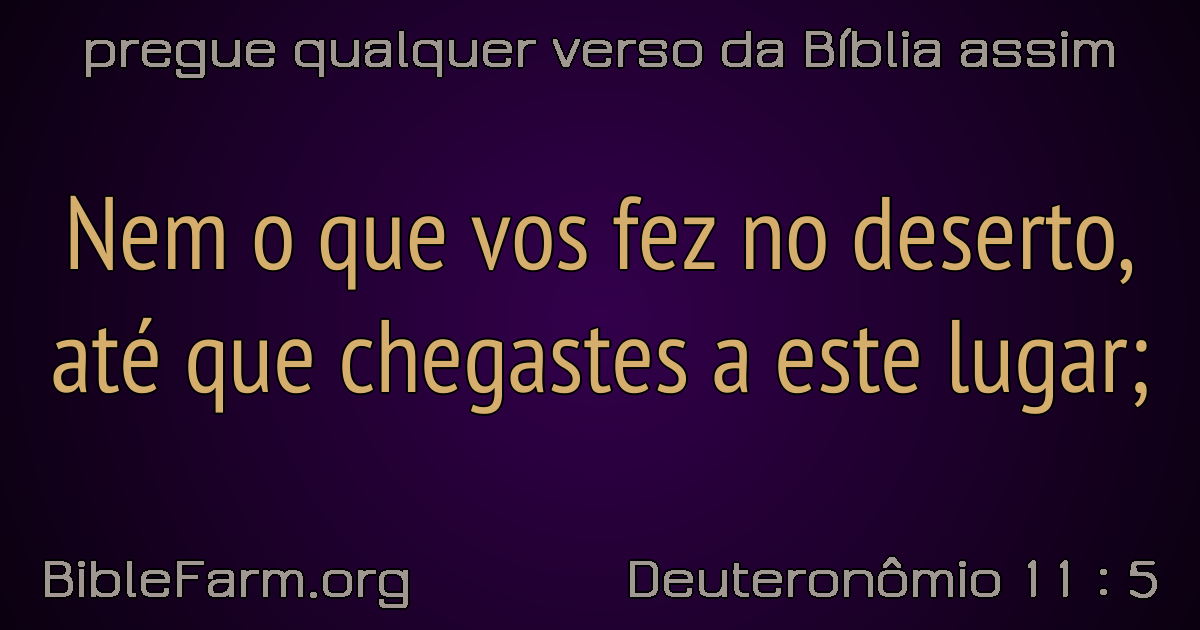 pregue qualquer verso da Bíblia assim
Nem o que vos fez no deserto,
até que chegastes a este lugar;
BibleFarm.org
Deuteronômio 11 : 5